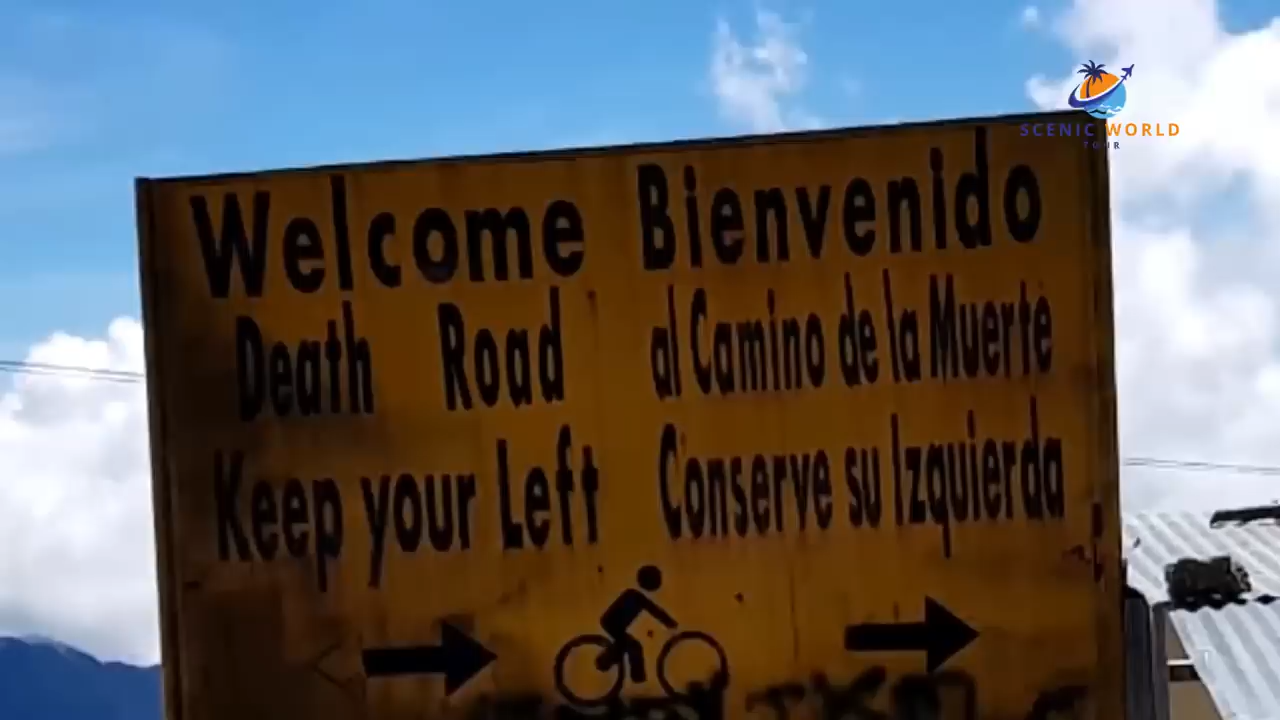 SCENIC WORLD
TOUR
Welcome Bienvenido
Death Road al Camino de la Muerte
Keep your Left Conserve su Izquierda